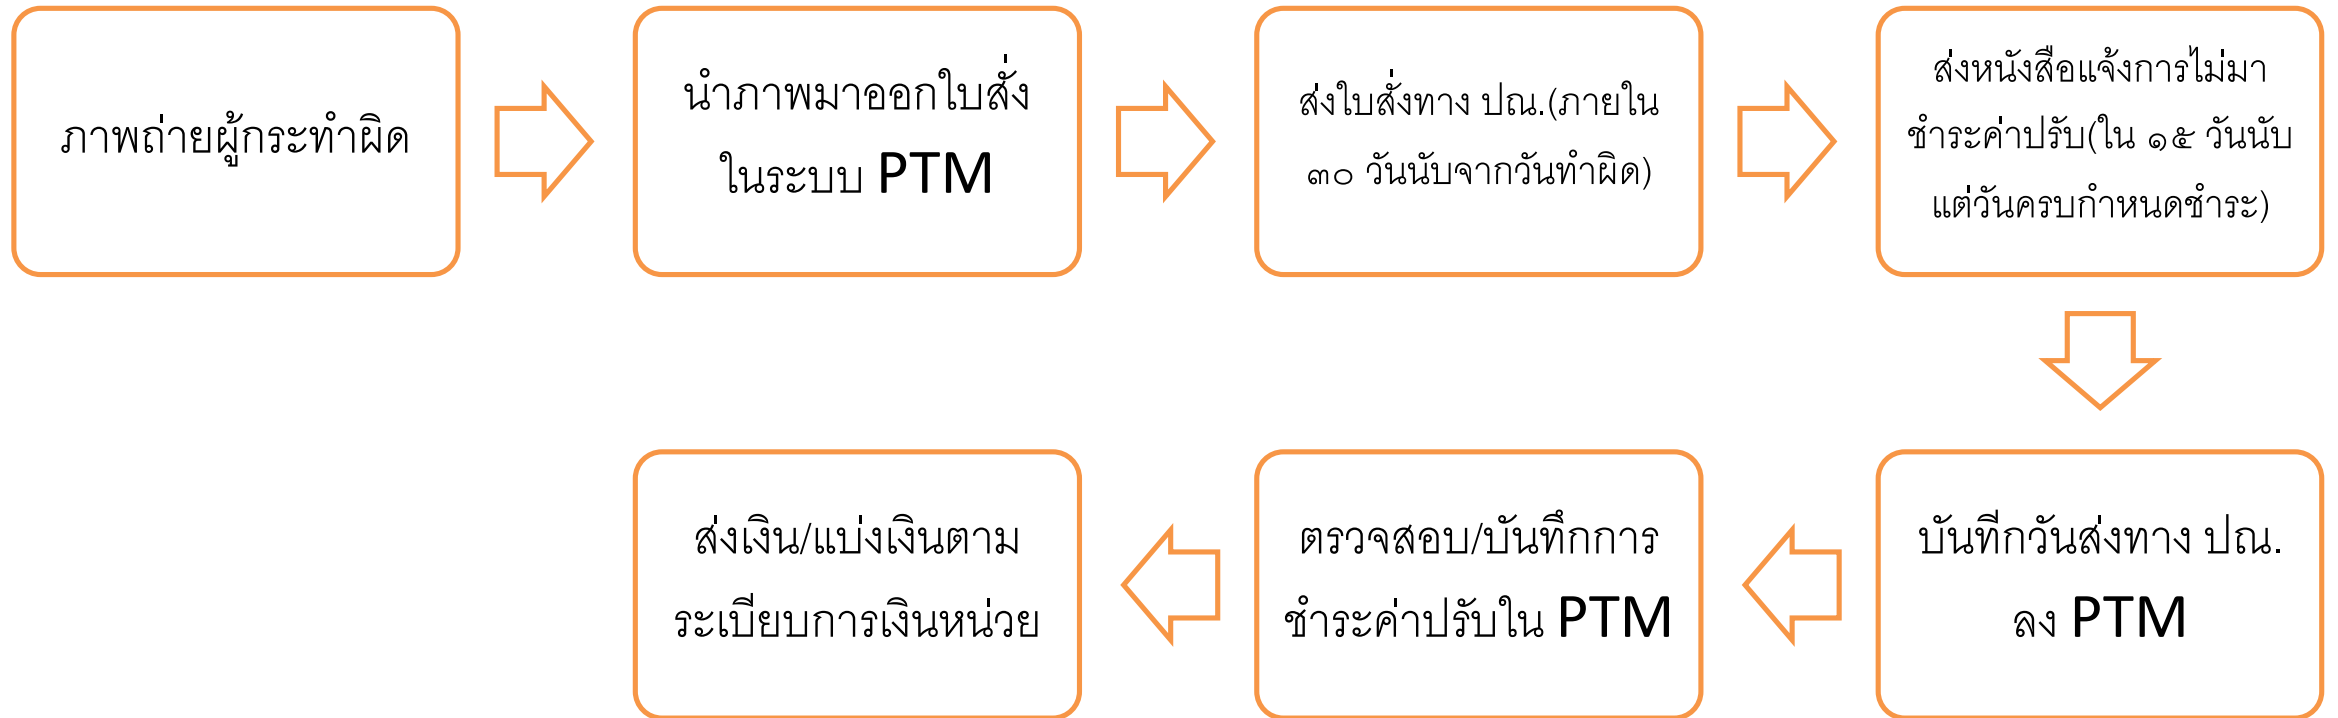 ภาพถ่ายผู้กระทำผิด
นำภาพมาออกใบสั่ง
ในระบบ PTM
ส่งใบสั่งทาง ปณ.(ภายใน
๓๐ วันนับจากวันทำผิด)
ส่งหนังสือแจ้งการไม่มา
ชำระค่าปรับ(ใน ๑๕ วันนับ
แต่วันครบกำหนดชำระ)
บันทึกวันส่งทาง ปณ.
ลง PTM
ตรวจสอบ/บันทึกการ
ชำระค่าปรับใน PTM
ส่งเงิน/แบ่งเงินตาม
ระเบียบการเงินหน่วย